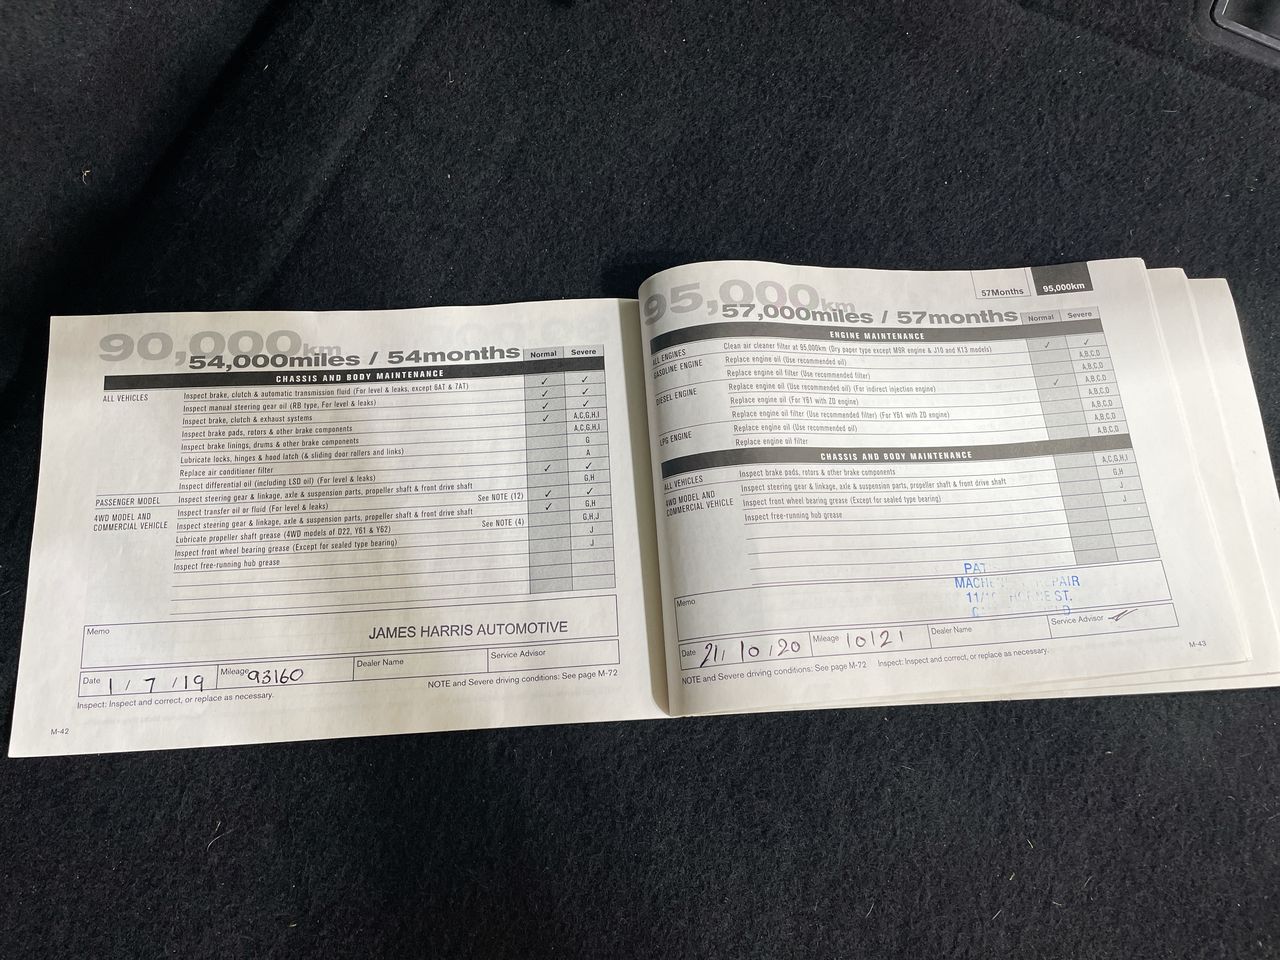 90,000km
54,000miles / 54months
Normal Severe
CHASSIS AND BODY MAINTENANCE
ALL VEHICLES
Inspect brake, clutch & automatic transmission fluid (For level & leaks, except 6AT & 7AT) ✓ ✓
Inspect manual steering gear oil (RB type, For level & leaks) ✓ ✓
Inspect brake, clutch & exhaust systems ✓ ✓
Inspect brake pads, rotors & other brake components ✓ A,C,G,H,I
Inspect brake linings, drums & other brake components A,C,G,H,I
Lubricate locks, hinges & hood latch (& sliding door rollers and links) G
Replace air conditioner filter A
Inspect differential oil (including LSD oil) (For level & leaks) ✓ ✓
PASSENGER MODEL
Inspect steering gear & linkage, axle & suspension parts, propeller shaft & front drive shaft G,H
4WD MODEL AND COMMERCIAL VEHICLE
Inspect transfer oil or fluid (For level & leaks) See NOTE (12) ✓ ✓
Inspect steering gear & linkage, axle & suspension parts, propeller shaft & front drive shaft ✓ G,H
Lubricate propeller shaft grease (4WD models of D22, Y61 & Y62) See NOTE (4) G,H,J
Inspect front wheel bearing grease (Except for sealed type bearing) J
Inspect free-running hub grease J
Memo
JAMES HARRIS AUTOMOTIVE
Date 1 / 7 / 19 Mileage 93160 Dealer Name Service Advisor
Inspect: Inspect and correct, or replace as necessary.
NOTE and Severe driving conditions: See page M-72
M-42
57Months 95,000km
95,000km
57,000miles / 57months
Normal Severe
ENGINE MAINTENANCE
ALL ENGINES
Clean air cleaner filter at 95,000km (Dry paper type except M9R engine & J10 and K13 models) ✓ ✓
GASOLINE ENGINE
Replace engine oil (Use recommended oil) A,B,C,D
Replace engine oil filter (Use recommended filter) A,B,C,D
DIESEL ENGINE
Replace engine oil (Use recommended oil) (For indirect injection engine) ✓ A,B,C,D
Replace engine oil (For Y61 with ZD engine) A,B,C,D
Replace engine oil filter (Use recommended filter) (For Y61 with ZD engine) A,B,C,D
LPG ENGINE
Replace engine oil (Use recommended oil) A,B,C,D
Replace engine oil filter A,B,C,D
CHASSIS AND BODY MAINTENANCE
ALL VEHICLES
Inspect brake pads, rotors & other brake components A,C,G,H,I
4WD MODEL AND COMMERCIAL VEHICLE
Inspect steering gear & linkage, axle & suspension parts, propeller shaft & front drive shaft G,H
Inspect front wheel bearing grease (Except for sealed type bearing) J
Inspect free-running hub grease J
Memo
ST.
Date 21 / 10 / 20 Mileage 10121 Dealer Name Service Advisor
NOTE and Severe driving conditions: See page M-72 Inspect: Inspect and correct, or replace as necessary.
M-43